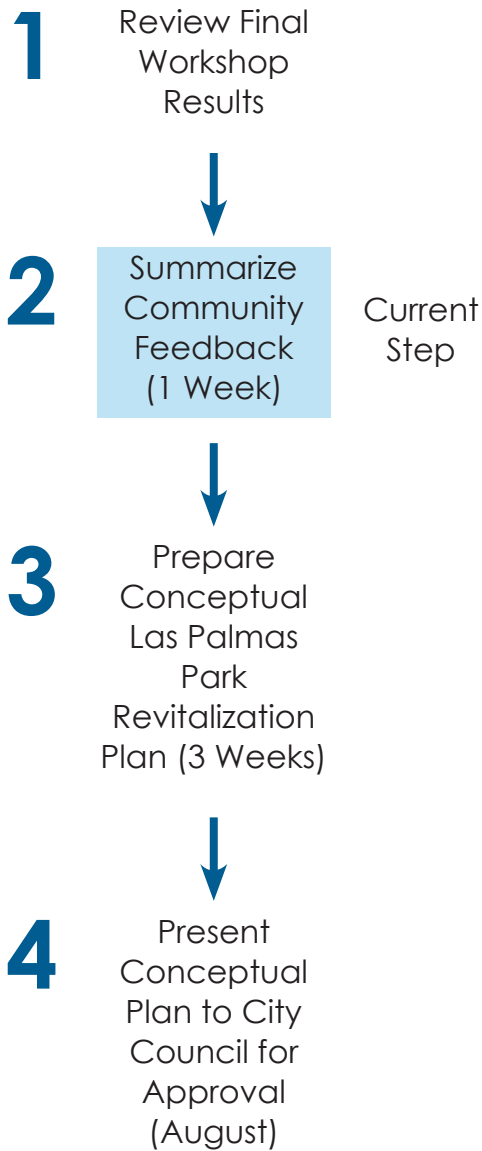 1
Review Final
Workshop
Results
2
Summarize
Community
Feedback
(1 Week)
Current
Step
3
Prepare
Conceptual
Las Palmas
Park
Revitalization
Plan (3 Weeks)
4
Present
Conceptual
Plan to City
Council for
Approval
(August)